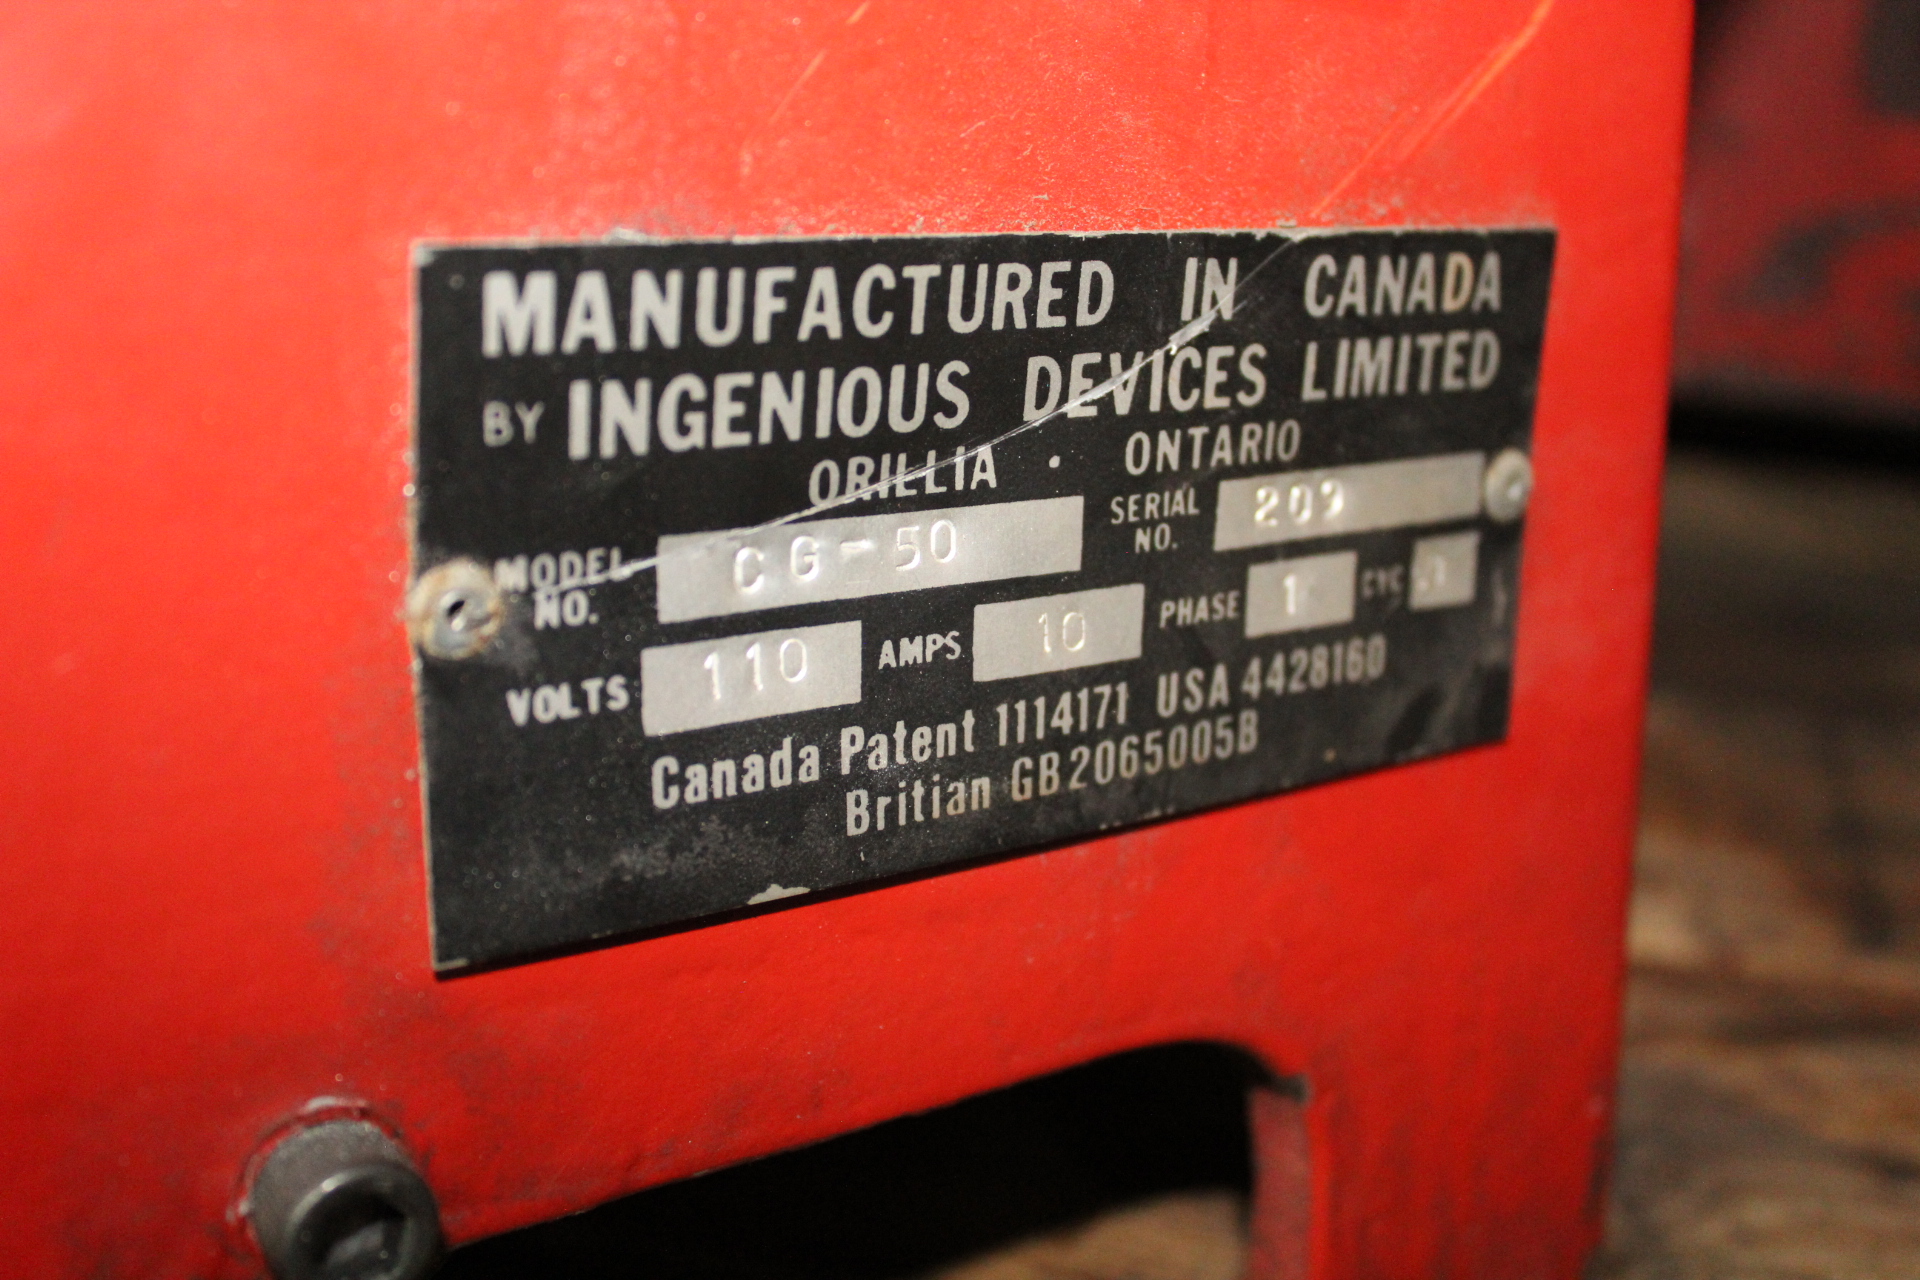 MANUFACTURED IN CANADA
BY INGENIOUS DEVICES LIMITED
ORILLIA · ONTARIO
MODEL NO. CG-50 SERIAL NO. 209
VOLTS 110 AMPS 10 PHASE 1 CYC
Canada Patent 1114171 USA 4428160
Britian GB2065005B